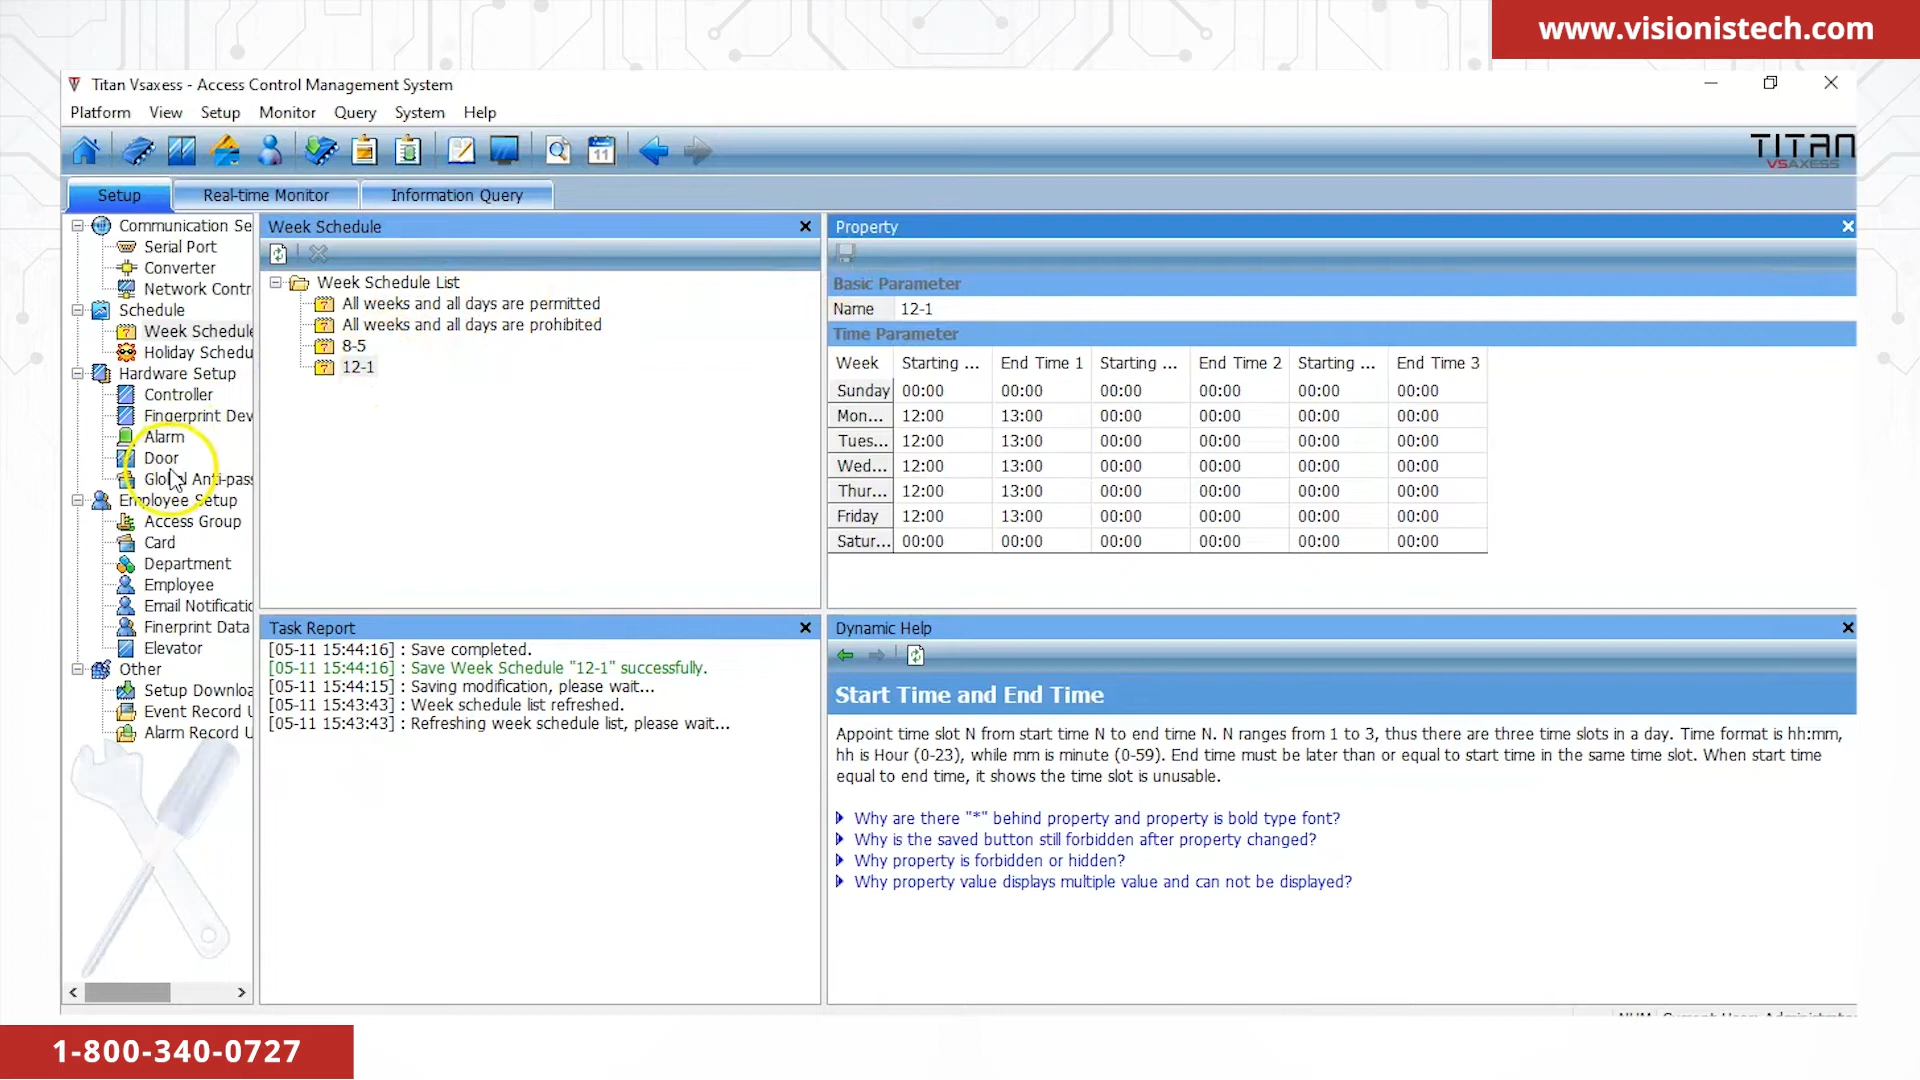 www.visionistech.com
Titan Vsaxess - Access Control Management System
Platform View Setup Monitor Query System Help
11
TITAN
VSAXESS
Setup Real-time Monitor Information Query
Communication Se
Serial Port
Converter
Network Contr
Schedule
Week Schedule
Holiday Schedu
Hardware Setup
Controller
Fingerprint Dev
Alarm
Door
Global Anti-pass
Employee Setup
Access Group
Card
Department
Employee
Email Notificatic
Finerprint Data
Elevator
Other
Setup Downloa
Event Record U
Alarm Record U
Week Schedule
Week Schedule List
All weeks and all days are permitted
All weeks and all days are prohibited
8-5
12-1
Property
Basic Parameter
Name 12-1
Time Parameter
Week Starting ... End Time 1 Starting ... End Time 2 Starting ... End Time 3
Sunday 00:00 00:00 00:00 00:00 00:00 00:00
Mon... 12:00 13:00 00:00 00:00 00:00 00:00
Tues... 12:00 13:00 00:00 00:00 00:00 00:00
Wed... 12:00 13:00 00:00 00:00 00:00 00:00
Thur... 12:00 13:00 00:00 00:00 00:00 00:00
Friday 12:00 13:00 00:00 00:00 00:00 00:00
Satur... 00:00 00:00 00:00 00:00 00:00 00:00
Task Report
[05-11 15:44:16] : Save completed.
[05-11 15:44:16] : Save Week Schedule "12-1" successfully.
[05-11 15:44:15] : Saving modification, please wait...
[05-11 15:43:43] : Week schedule list refreshed.
[05-11 15:43:43] : Refreshing week schedule list, please wait...
Dynamic Help
Start Time and End Time
Appoint time slot N from start time N to end time N. N ranges from 1 to 3, thus there are three time slots in a day. Time format is hh:mm,
hh is Hour (0-23), while mm is minute (0-59). End time must be later than or equal to start time in the same time slot. When start time
equal to end time, it shows the time slot is unusable.
Why are there "*" behind property and property is bold type font?
Why is the saved button still forbidden after property changed?
Why property is forbidden or hidden?
Why property value displays multiple value and can not be displayed?
1-800-340-0727